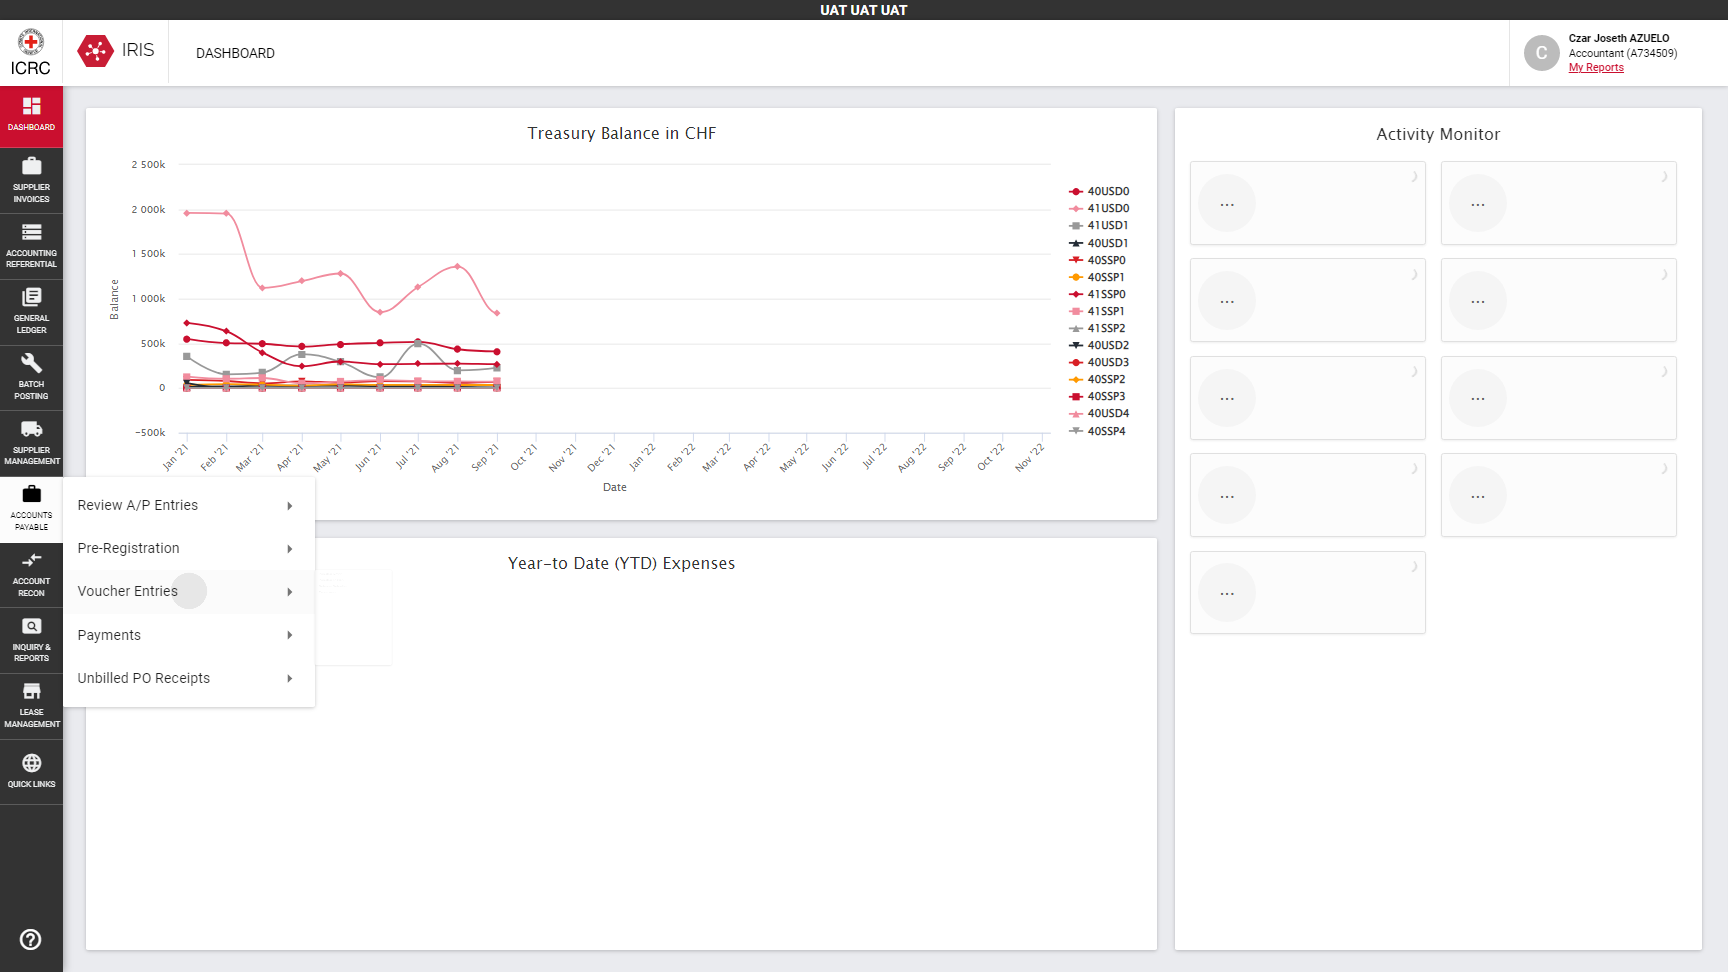 UAT UAT UAT
ICRC
IRIS
DASHBOARD
C
Czar Joseth AZUELO
Accountant (A734509)
My Reports
DASHBOARD
SUPPLIER
INVOICES
ACCOUNTING
REFERENTIAL
GENERAL
LEDGER
BATCH
POSTING
SUPPLIER
MANAGEMENT
ACCOUNTS
PAYABLE
ACCOUNT
RECON
INQUIRY &
REPORTS
LEASE
MANAGEMENT
QUICK LINKS
Treasury Balance in CHF
2 500k
2 000k
1 500k
1 000k
500k
0
-500k
Balance
Jan '21
Feb '21
Mar '21
Apr '21
May '21
Jun '21
Jul '21
Aug '21
Sep '21
Oct '21
Nov '21
Dec '21
Jan '22
Feb '22
Mar '22
Apr '22
May '22
Jun '22
Jul '22
Aug '22
Sep '22
Oct '22
Nov '22
Date
40USD0
41USD0
41USD1
40USD1
40SSP0
40SSP1
41SSP0
41SSP1
41SSP2
40USD2
40USD3
40SSP2
40SSP3
40USD4
40SSP4
Review A/P Entries
Pre-Registration
Voucher Entries
Payments
Unbilled PO Receipts
Year-to Date (YTD) Expenses
Activity Monitor
... ...
... ...
... ...
... ...
...